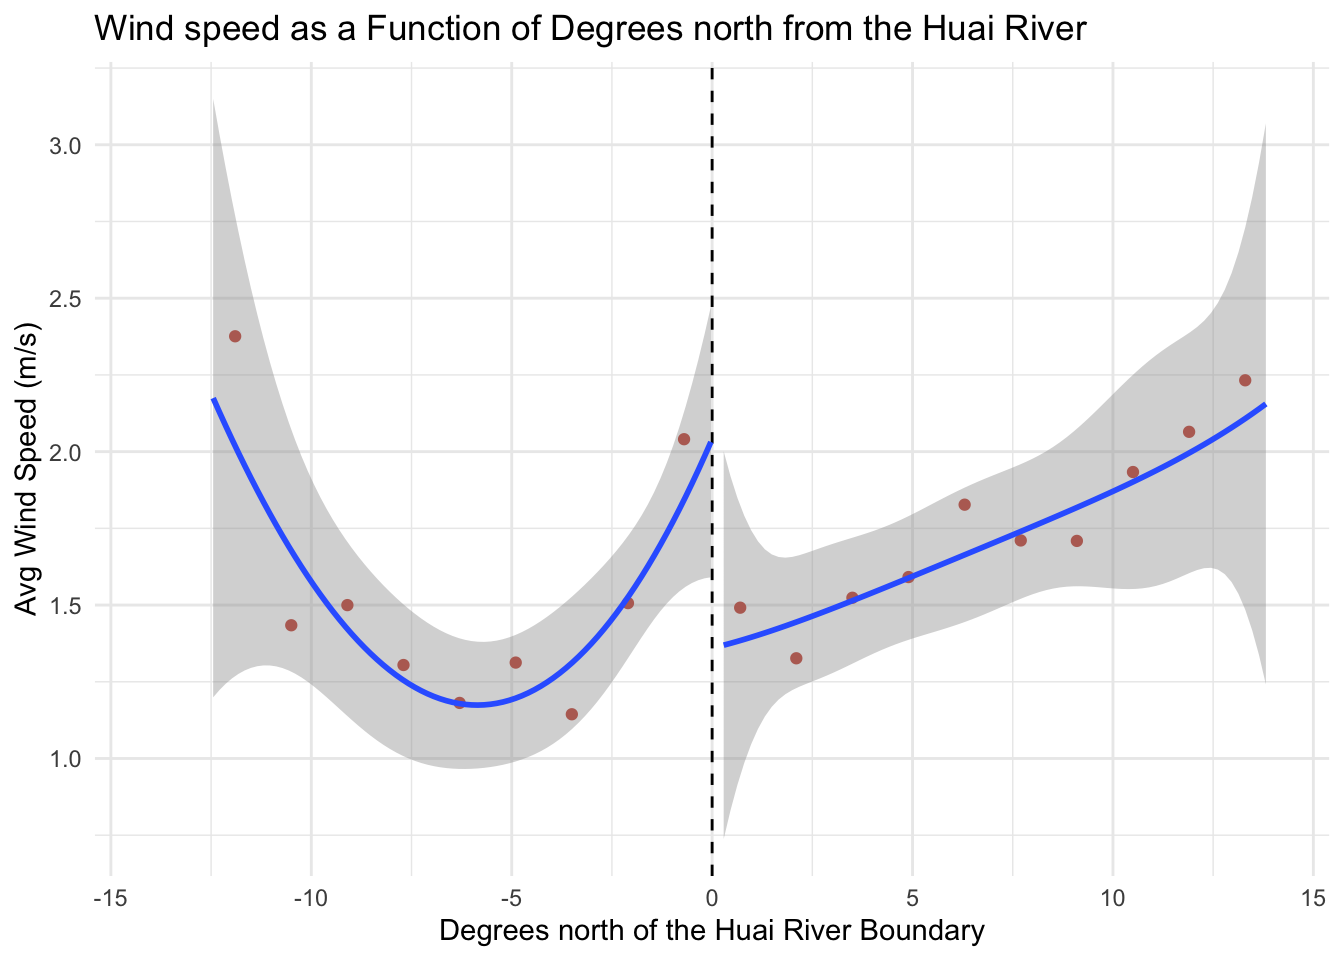 Wind speed as a Function of Degrees north from the Huai River
Avg Wind Speed (m/s)
3.0
2.5
2.0
1.5
1.0
-15 -10 -5 0 5 10 15
Degrees north of the Huai River Boundary